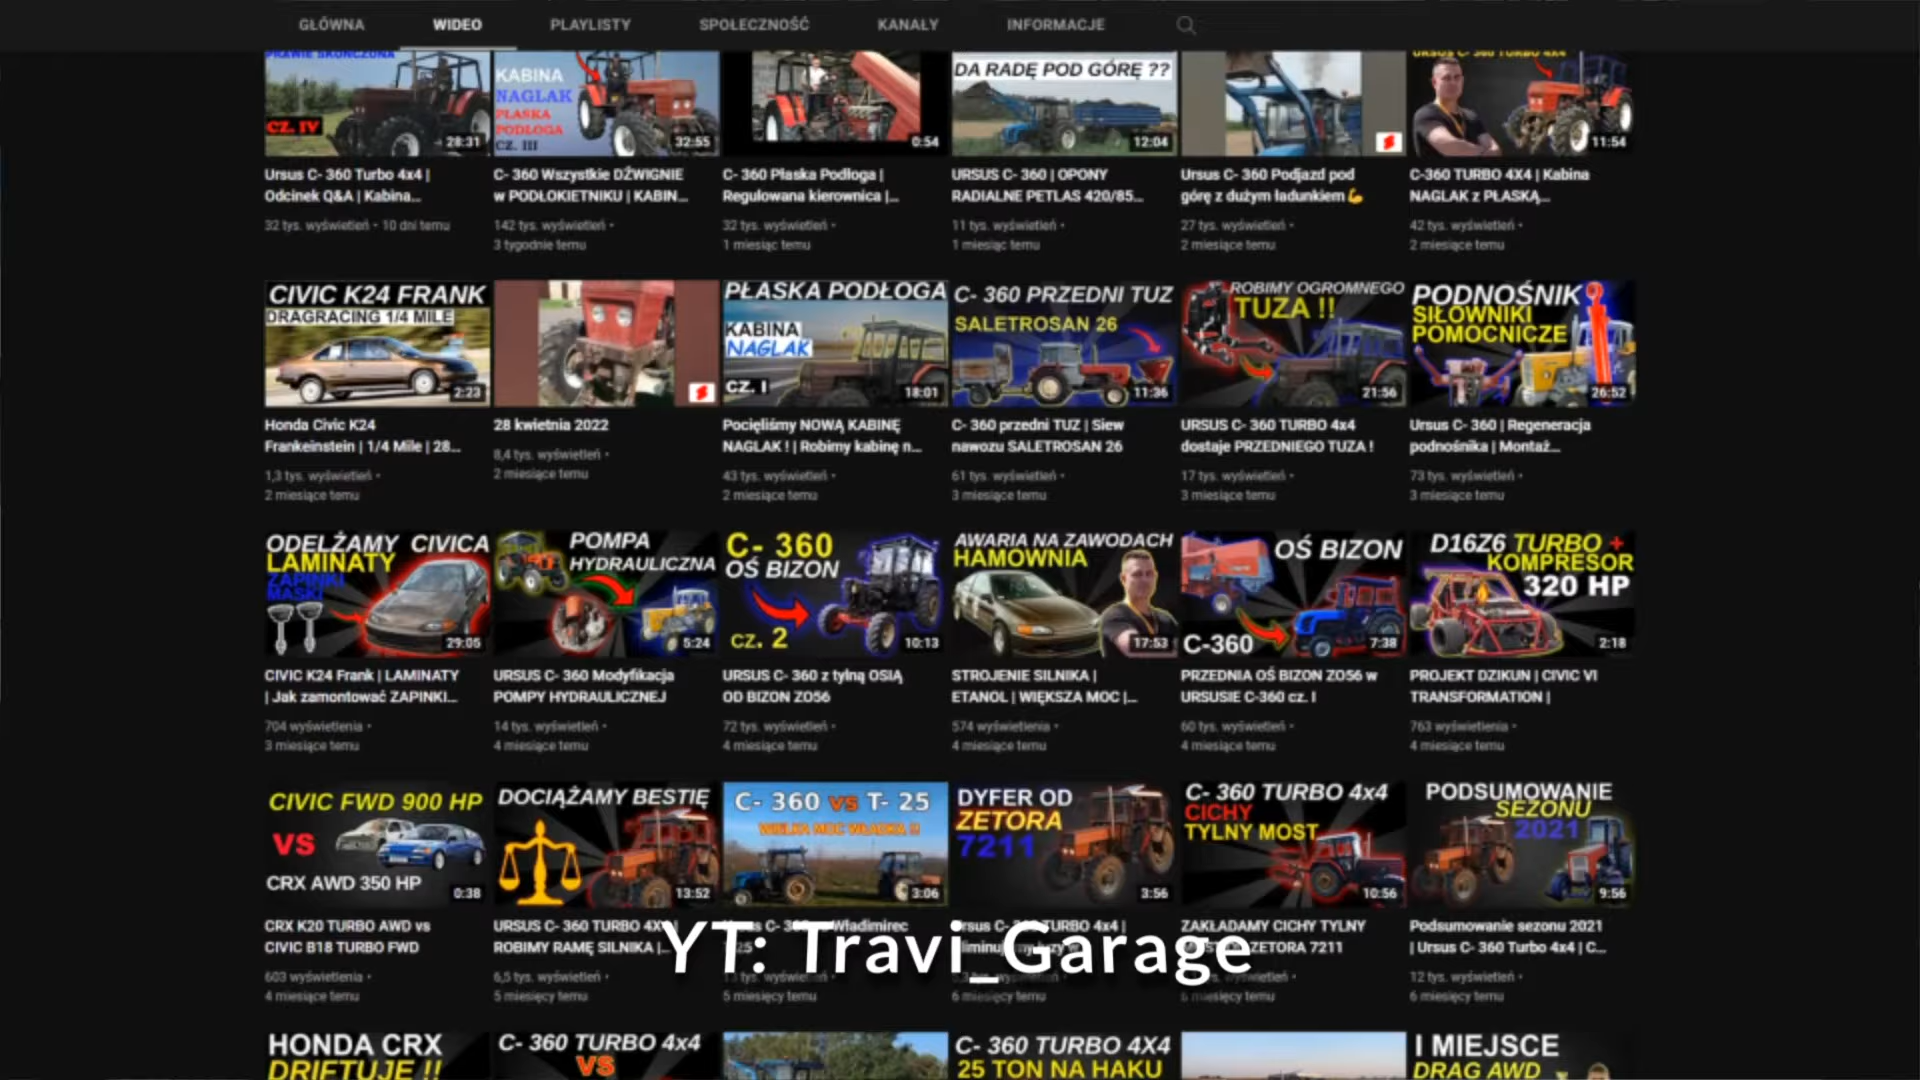 GŁÓWNA WIDEO PLAYLISTY SPOŁECZNOŚĆ KANAŁY INFORMACJE
PRAWIE SKOŃCZONA
CZ. IV
28:31
KABINA
NAGLAK
PŁASKA
PODŁOGA
CZ. III
32:55
0:54
DA RADĘ POD GÓRĘ ??
12:04
URSUS C- 360 TURBO 4X4
11:54
Ursus C- 360 Turbo 4x4 |
Odcinek Q&A | Kabina...
32 tys. wyświetleń • 10 dni temu
C- 360 Wszystkie DŹWIGNIE
w PODŁOKIETNIKU | KABIN...
142 tys. wyświetleń •
3 tygodnie temu
C- 360 Płaska Podłoga |
Regulowana kierownica |...
32 tys. wyświetleń •
1 miesiąc temu
URSUS C- 360 | OPONY
RADIALNE PETLAS 420/85...
11 tys. wyświetleń •
1 miesiąc temu
Ursus C- 360 Podjazd pod
górę z dużym ładunkiem💪
27 tys. wyświetleń •
2 miesiące temu
C-360 TURBO 4X4 | Kabina
NAGLAK z PŁASKĄ...
42 tys. wyświetleń •
2 miesiące temu
CIVIC K24 FRANK
DRAGRACING 1/4 MILE
2:23
PŁASKA PODŁOGA
KABINA
NAGLAK
CZ. I
18:01
C- 360 PRZEDNI TUZ
SALETROSAN 26
11:36
ROBIMY OGROMNEGO
TUZA !!
21:56
PODNOŚNIK
SIŁOWNIKI
POMOCNICZE
26:52
Honda Civic K24
Frankeinstein | 1/4 Mile | 28...
1,3 tys. wyświetleń •
2 miesiące temu
28 kwietnia 2022
8,4 tys. wyświetleń •
2 miesiące temu
Pocięliśmy NOWĄ KABINĘ
NAGLAK ! | Robimy kabinę n...
43 tys. wyświetleń •
2 miesiące temu
C- 360 przedni TUZ | Siew
nawozu SALETROSAN 26
61 tys. wyświetleń •
3 miesiące temu
URSUS C- 360 TURBO 4x4
dostaje PRZEDNIEGO TUZA !
17 tys. wyświetleń •
3 miesiące temu
Ursus C- 360 | Regeneracja
podnośnika | Montaż...
73 tys. wyświetleń •
3 miesiące temu
ODELŻAMY CIVICA
LAMINATY
ZAPINKI
MASKI
29:05
POMPA
HYDRAULICZNA
5:24
C- 360
OŚ BIZON
CZ. 2
10:13
AWARIA NA ZAWODACH
HAMOWNIA
17:53
OŚ BIZON
C-360
7:38
D16Z6 TURBO +
KOMPRESOR
320 HP
2:18
CIVIC K24 Frank | LAMINATY
| Jak zamontować ZAPINKI...
704 wyświetlenia •
3 miesiące temu
URSUS C- 360 Modyfikacja
POMPY HYDRAULICZNEJ
14 tys. wyświetleń •
4 miesiące temu
URSUS C- 360 z tylną OSIĄ
OD BIZON ZO56
72 tys. wyświetleń •
4 miesiące temu
STROJENIE SILNIKA |
ETANOL | WIĘKSZA MOC |...
574 wyświetlenia •
4 miesiące temu
PRZEDNIA OŚ BIZON ZO56 w
URSUSIE C-360 cz. I
60 tys. wyświetleń •
4 miesiące temu
PROJEKT DZIKUN | CIVIC VI
TRANSFORMATION |
763 wyświetlenia •
4 miesiące temu
CIVIC FWD 900 HP
VS
CRX AWD 350 HP
0:38
DOCIĄŻAMY BESTIĘ
13:52
C- 360 VS T- 25
WIELKA MOC WŁADKA !!
3:06
DYFER OD
ZETORA
7211
3:56
C- 360 TURBO 4x4
CICHY
TYLNY MOST
10:56
PODSUMOWANIE
SEZONU
2021
9:56
CRX K20 TURBO AWD vs
CIVIC B18 TURBO FWD
603 wyświetlenia •
4 miesiące temu
URSUS C- 360 TURBO 4X4 |
ROBIMY RAMĘ SILNIKA |...
6,5 tys. wyświetleń •
5 miesięcy temu
Władimirec
5 miesięcy temu
TURBO 4x4 |
6 miesięcy temu
ZAKŁADAMY CICHY TYLNY
ZETORA 7211
6 miesięcy temu
Podsumowanie sezonu 2021
| Ursus C- 360 Turbo 4x4 | C...
12 tys. wyświetleń •
6 miesięcy temu
YT: Travi_Garage
HONDA CRX
DRIFTUJE !!
C- 360 TURBO 4x4
VS
C- 360 TURBO 4X4
25 TON NA HAKU
I MIEJSCE
DRAG AWD